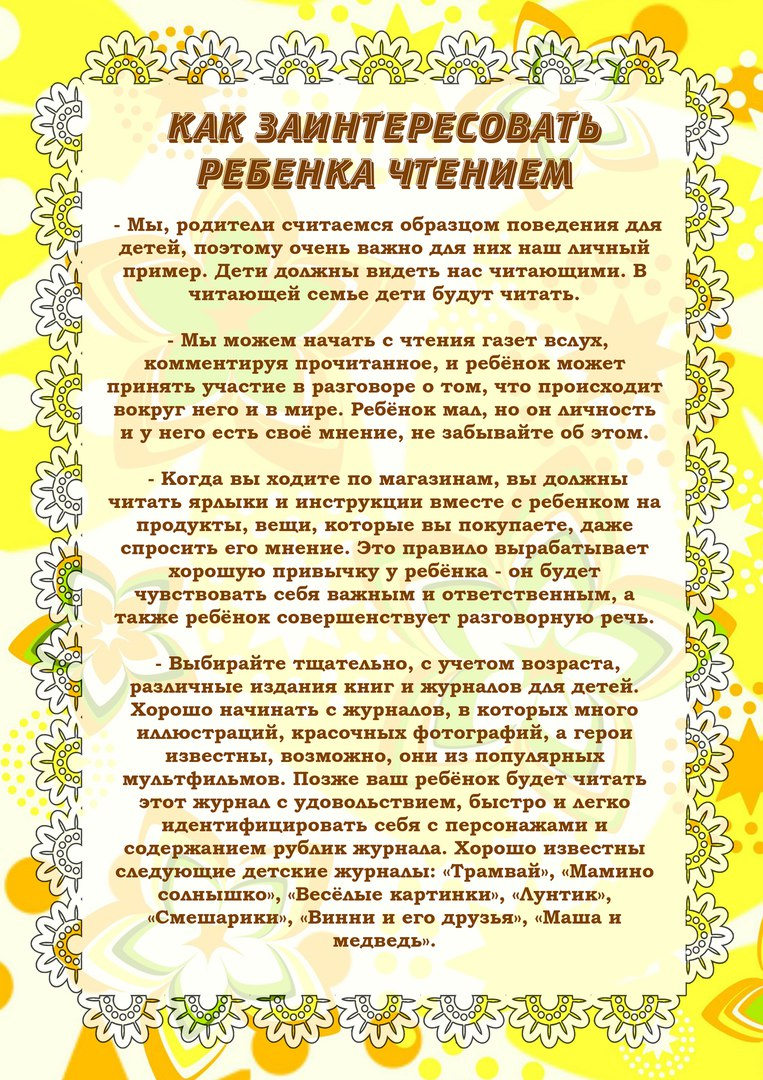 КАК ЗАИНТЕРЕСОВАТЬ
РЕБЕНКА ЧТЕНИЕМ
- Мы, родители считаемся образцом поведения для
детей, поэтому очень важно для них наш личный
пример. Дети должны видеть нас читающими. В
читающей семье дети будут читать.
- Мы можем начать с чтения газет вслух,
комментируя прочитанное, и ребёнок может
принять участие в разговоре о том, что происходит
вокруг него и в мире. Ребёнок мал, но он личность
и у него есть своё мнение, не забывайте об этом.
- Когда вы ходите по магазинам, вы должны
читать ярлыки и инструкции вместе с ребенком на
продукты, вещи, которые вы покупаете, даже
спросить его мнение. Это правило вырабатывает
хорошую привычку у ребёнка - он будет
чувствовать себя важным и ответственным, а
также ребёнок совершенствует разговорную речь.
- Выбирайте тщательно, с учетом возраста,
различные издания книг и журналов для детей.
Хорошо начинать с журналов, в которых много
иллюстраций, красочных фотографий, а герои
известны, возможно, они из популярных
мультфильмов. Позже ваш ребёнок будет читать
этот журнал с удовольствием, быстро и легко
идентифицировать себя с персонажами и
содержанием рублик журнала. Хорошо известны
следующие детские журналы: «Трамвай», «Мамино
солнышко», «Весёлые картинки», «Лунтик»,
«Смешарики», «Винни и его друзья», «Маша и
медведь».